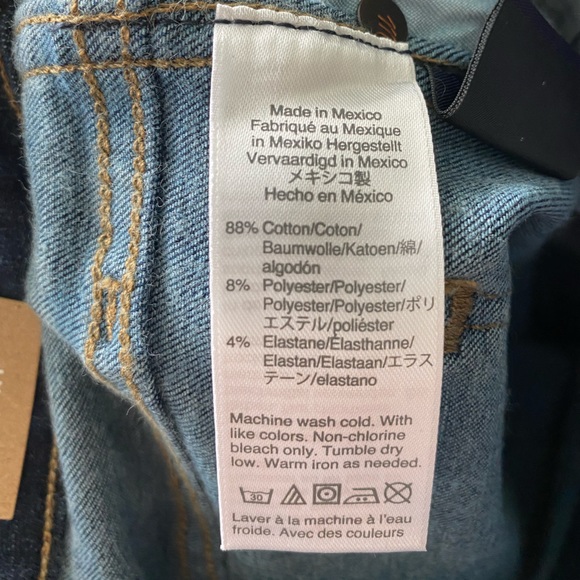 Made in Mexico
Fabriqué au Mexique
in Mexiko Hergestellt
Vervaardigd in Mexico
メキシコ製
Hecho en México
88% Cotton/Coton/
Baumwolle/Katoen/綿/
algodón
8% Polyester/Polyester/
Polyester/Polyester/ポリ
エステル/poliéster
4% Elastane/Élasthanne/
Elastan/Elastaan/エラス
テーン/elastano
Machine wash cold. With
like colors. Non-chlorine
bleach only. Tumble dry
low. Warm iron as needed.
30
Laver à la machine à l'eau
froide. Avec des couleurs